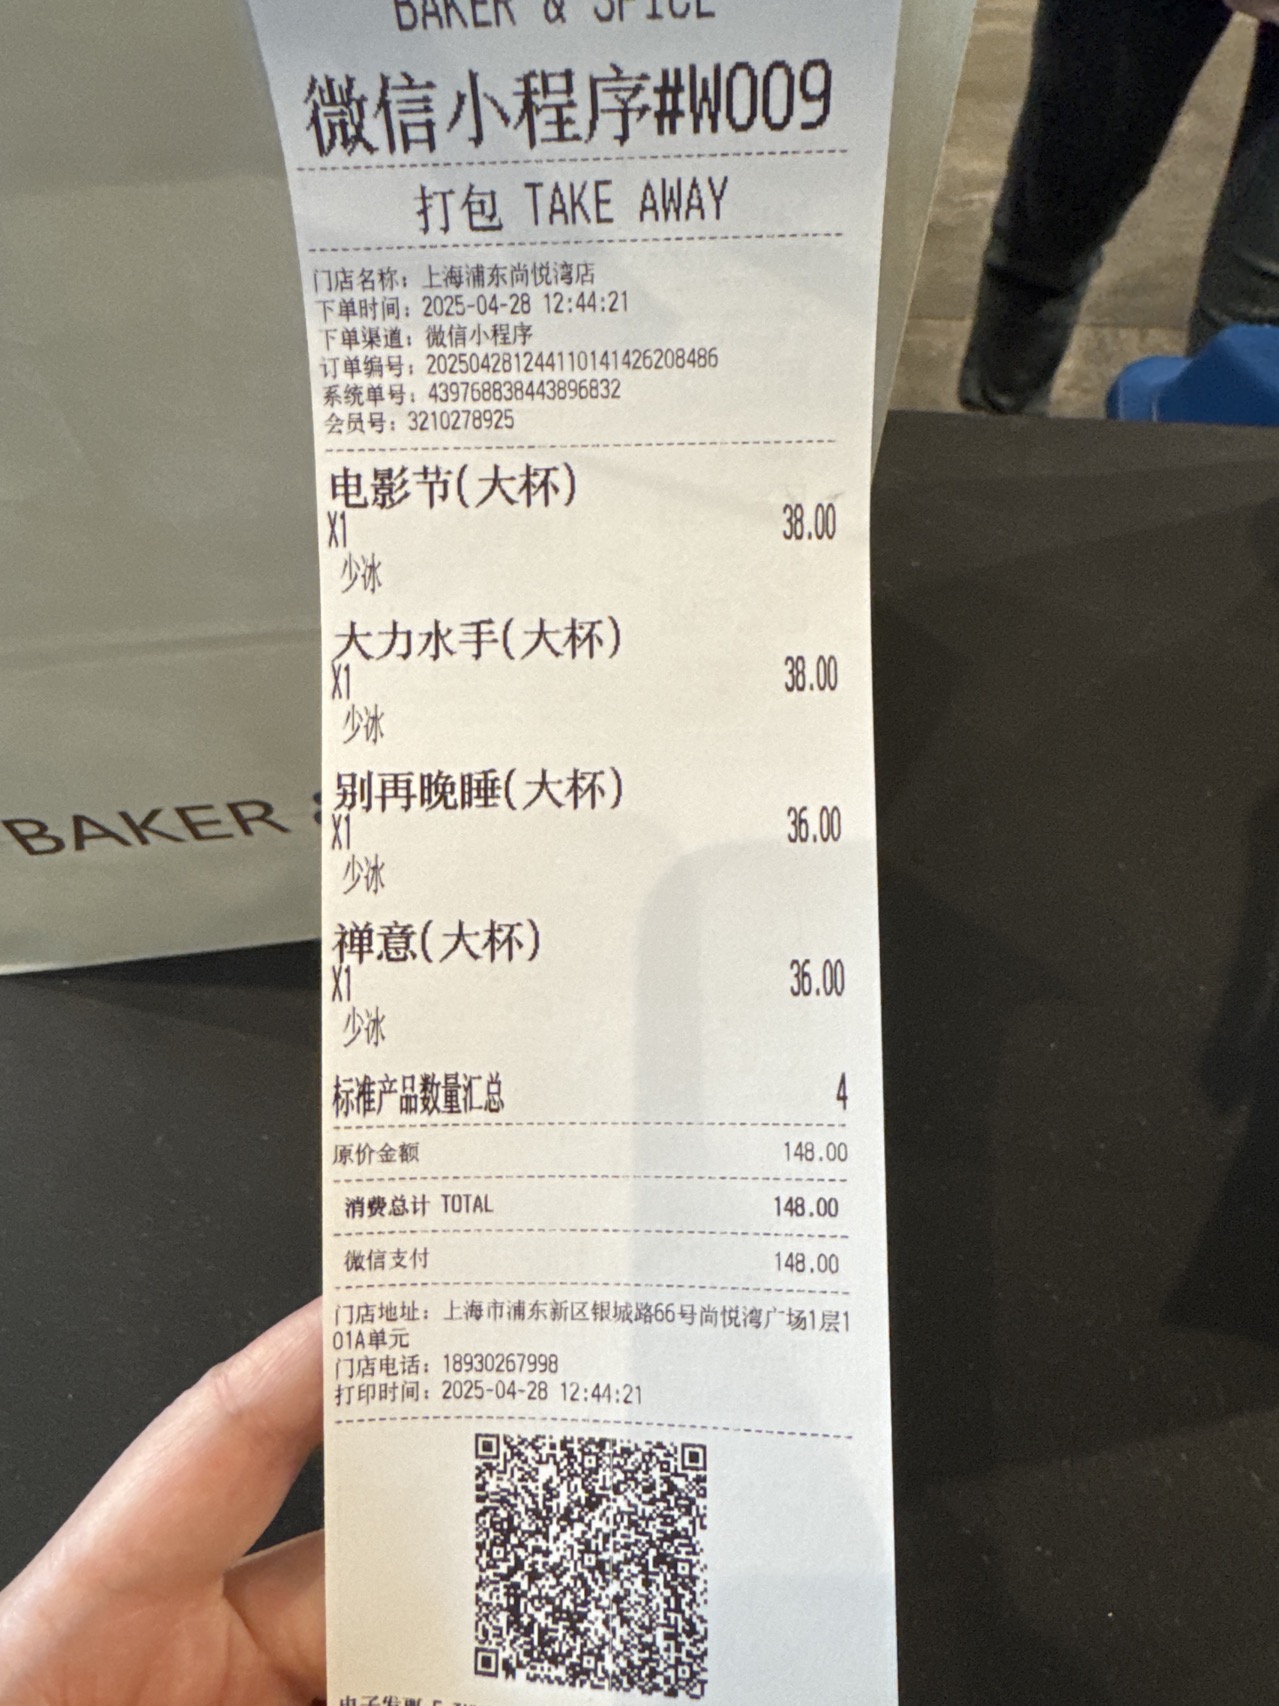 BAKER & SPICE
微信小程序#W009
打包 TAKE AWAY
门店名称：上海浦东尚悦湾店
下单时间：2025-04-28 12:44:21
下单渠道：微信小程序
订单编号：202504281244110141426208486
系统单号：439768838443896832
会员号：3210278925
电影节(大杯)
X1 38.00
少冰
大力水手(大杯)
X1 38.00
少冰
别再晚睡(大杯)
X1 36.00
少冰
禅意(大杯)
X1 36.00
少冰
标准产品数量汇总 4
原价金额 148.00
消费总计 TOTAL 148.00
微信支付 148.00
门店地址：上海市浦东新区银城路66号尚悦湾广场1层1
01A单元
门店电话：18930267998
打印时间：2025-04-28 12:44:21
电子发票
BAKER &